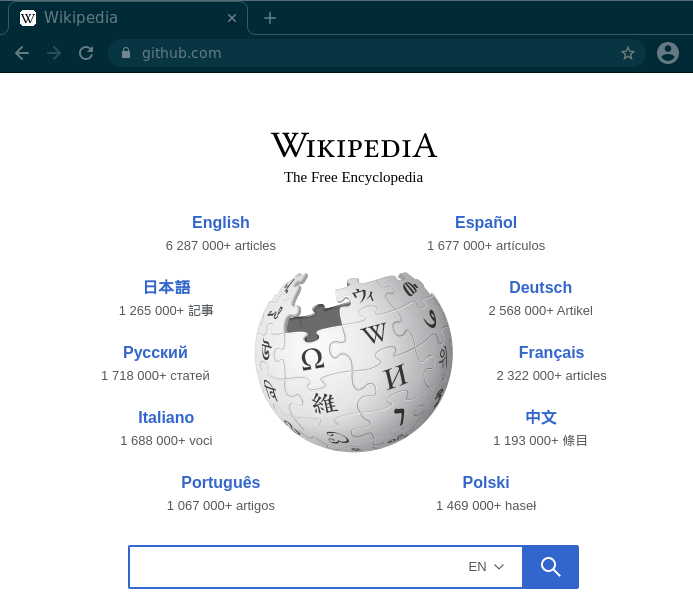 Wikipedia
github.com
WIKIPEDIA
The Free Encyclopedia
English
6 287 000+ articles
Español
1 677 000+ artículos
日本語
1 265 000+ 記事
Deutsch
2 568 000+ Artikel
Русский
1 718 000+ статей
Français
2 322 000+ articles
Italiano
1 688 000+ voci
中文
1 193 000+ 條目
Português
1 067 000+ artigos
Polski
1 469 000+ haseł
W
Ω
И
維
EN